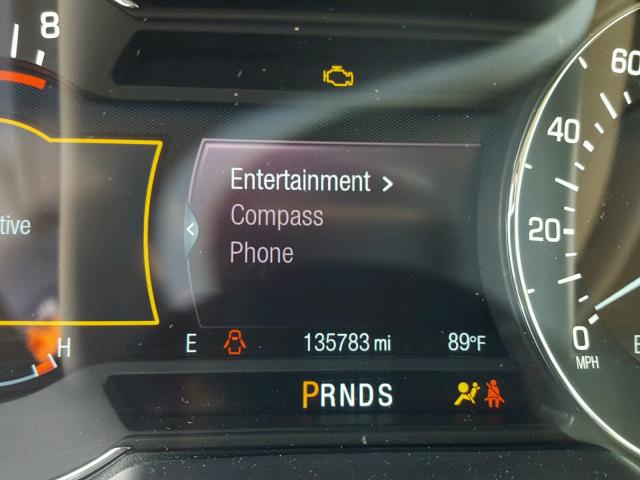 8
60
40
Entertainment >
Compass
tive
20
Phone
H
E
135783 mi
89°F
0
MPH
E
PRNDS